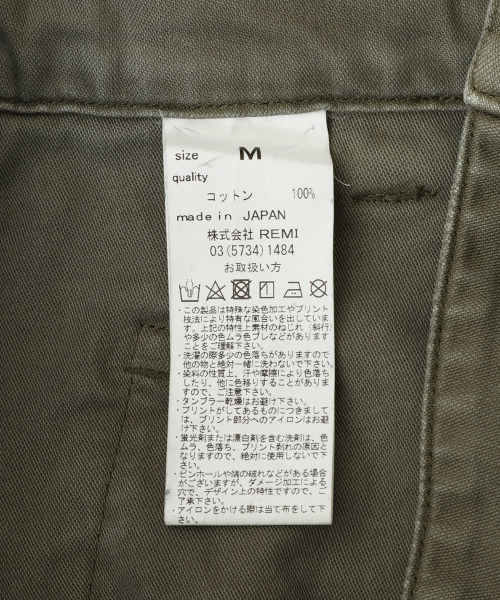 size M
quality
コットン 100%
made in JAPAN
株式会社 REMI
03(5734)1484
お取扱い方
・この製品は特殊な染色加工やプリント
技法により特有な風合いを出していま
す、上記の特性上素材のねじれ(斜行)
や多少の色ムラ色ブレなどがあります
ことをご理解下さい。
・洗濯の際多少の色落ちがありますので
他の物と絶対一緒に洗わないで下さい。
・染料の性質上、汗や摩擦により色落ち
したり、他に色移りすることがありま
すので、ご注意下さい。
・タンブラー乾燥はお避け下さい。
・プリントがしてあるものにつきまして
は、プリント部分へのアイロンはお避
け下さい。
・蛍光剤または漂白剤を含む洗剤は、色
ムラ、色落ち、プリント剥れの原因と
なりますので、絶対に使用しないで下
さい。
・ピンホールや縞の破れなどがある場合
がございますが、ダメージ加工による
穴で、デザイン上の特性ですので、ご
了承下さい。
・アイロンをかける際は当て布をして下
さい。